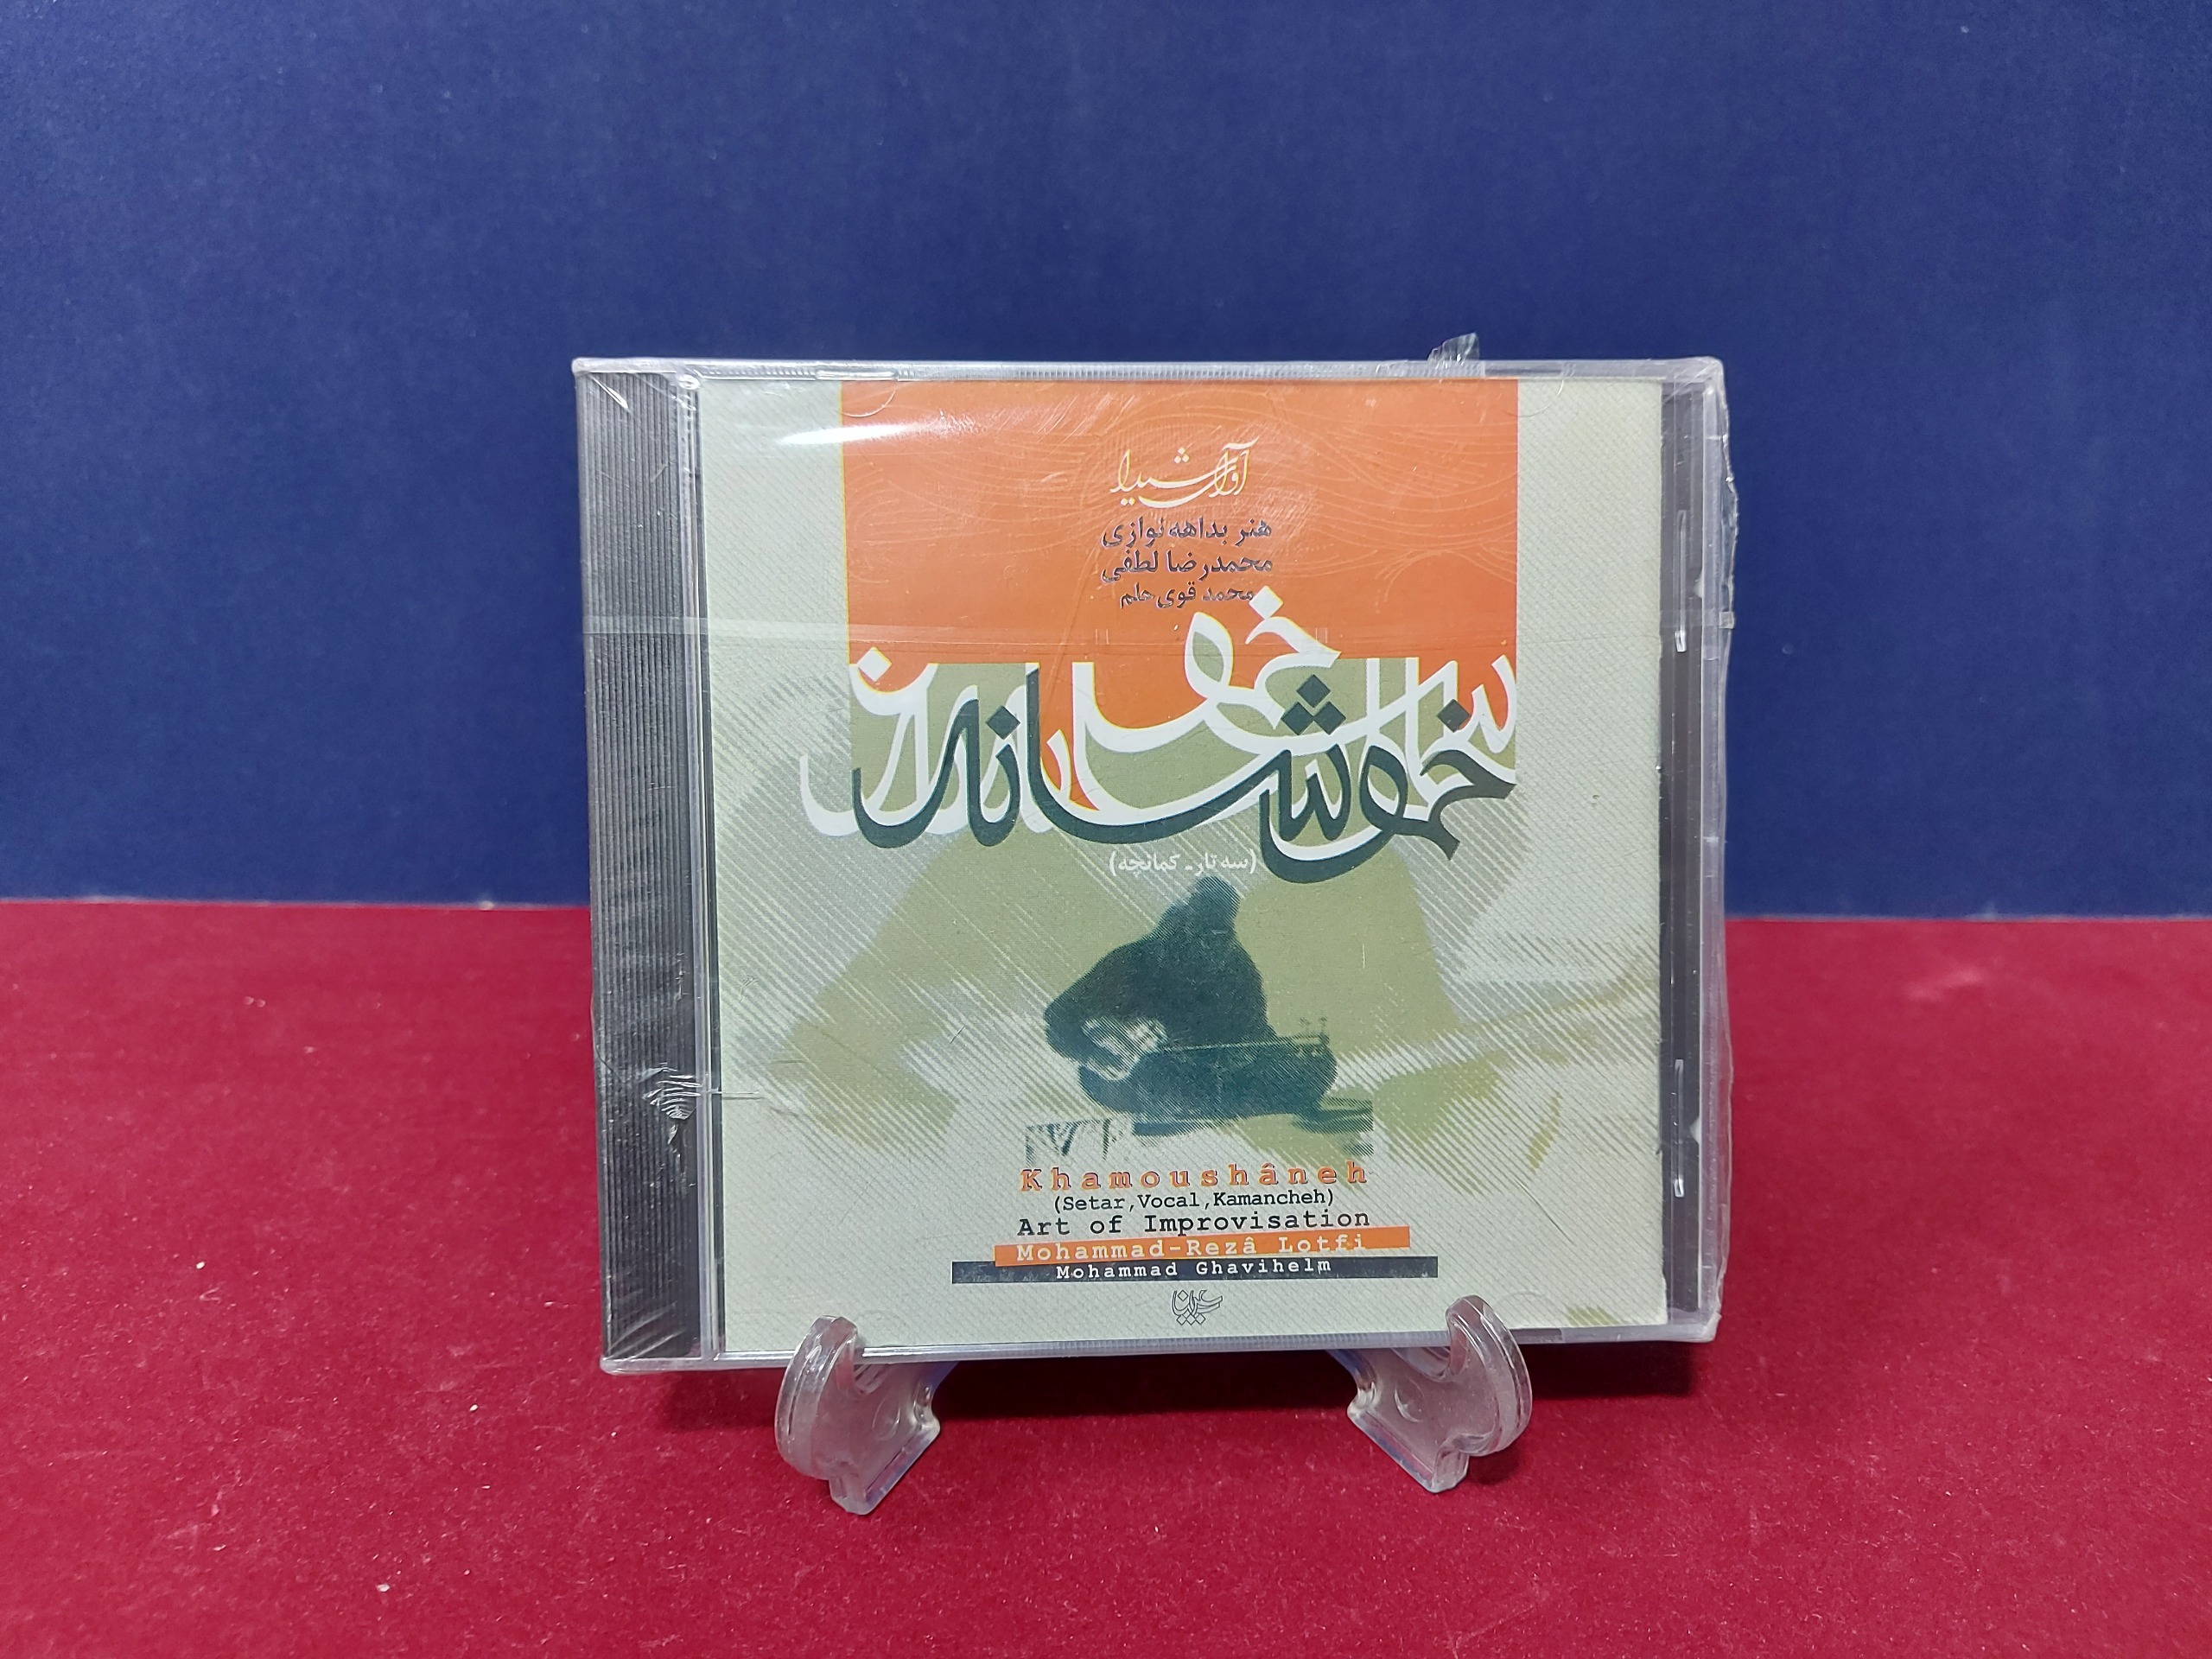 آوای شیدا
هنر بداهه نوازی
محمدرضا لطفی
محمد قوی حلم
خموشانه
(سه تار - کمانچه)
Khamoushâneh
(Setar,Vocal,Kamancheh)
Art of Improvisation
Mohammad-Rezâ Lotfi
Mohammad Ghavihelm